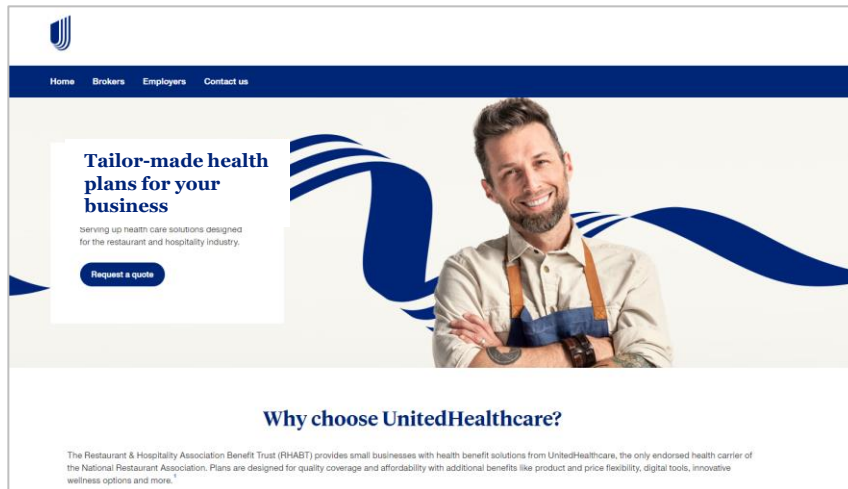 Home Brokers Employers Contact us
Tailor-made health
plans for your
business
Serving up health care solutions designed
for the restaurant and hospitality industry.
Request a quote
Why choose UnitedHealthcare?
The Restaurant & Hospitality Association Benefit Trust (RHABT) provides small businesses with health benefit solutions from UnitedHealthcare, the only endorsed health carrier of
the National Restaurant Association. Plans are designed for quality coverage and affordability with additional benefits like product and price flexibility, digital tools, innovative
wellness options and more.